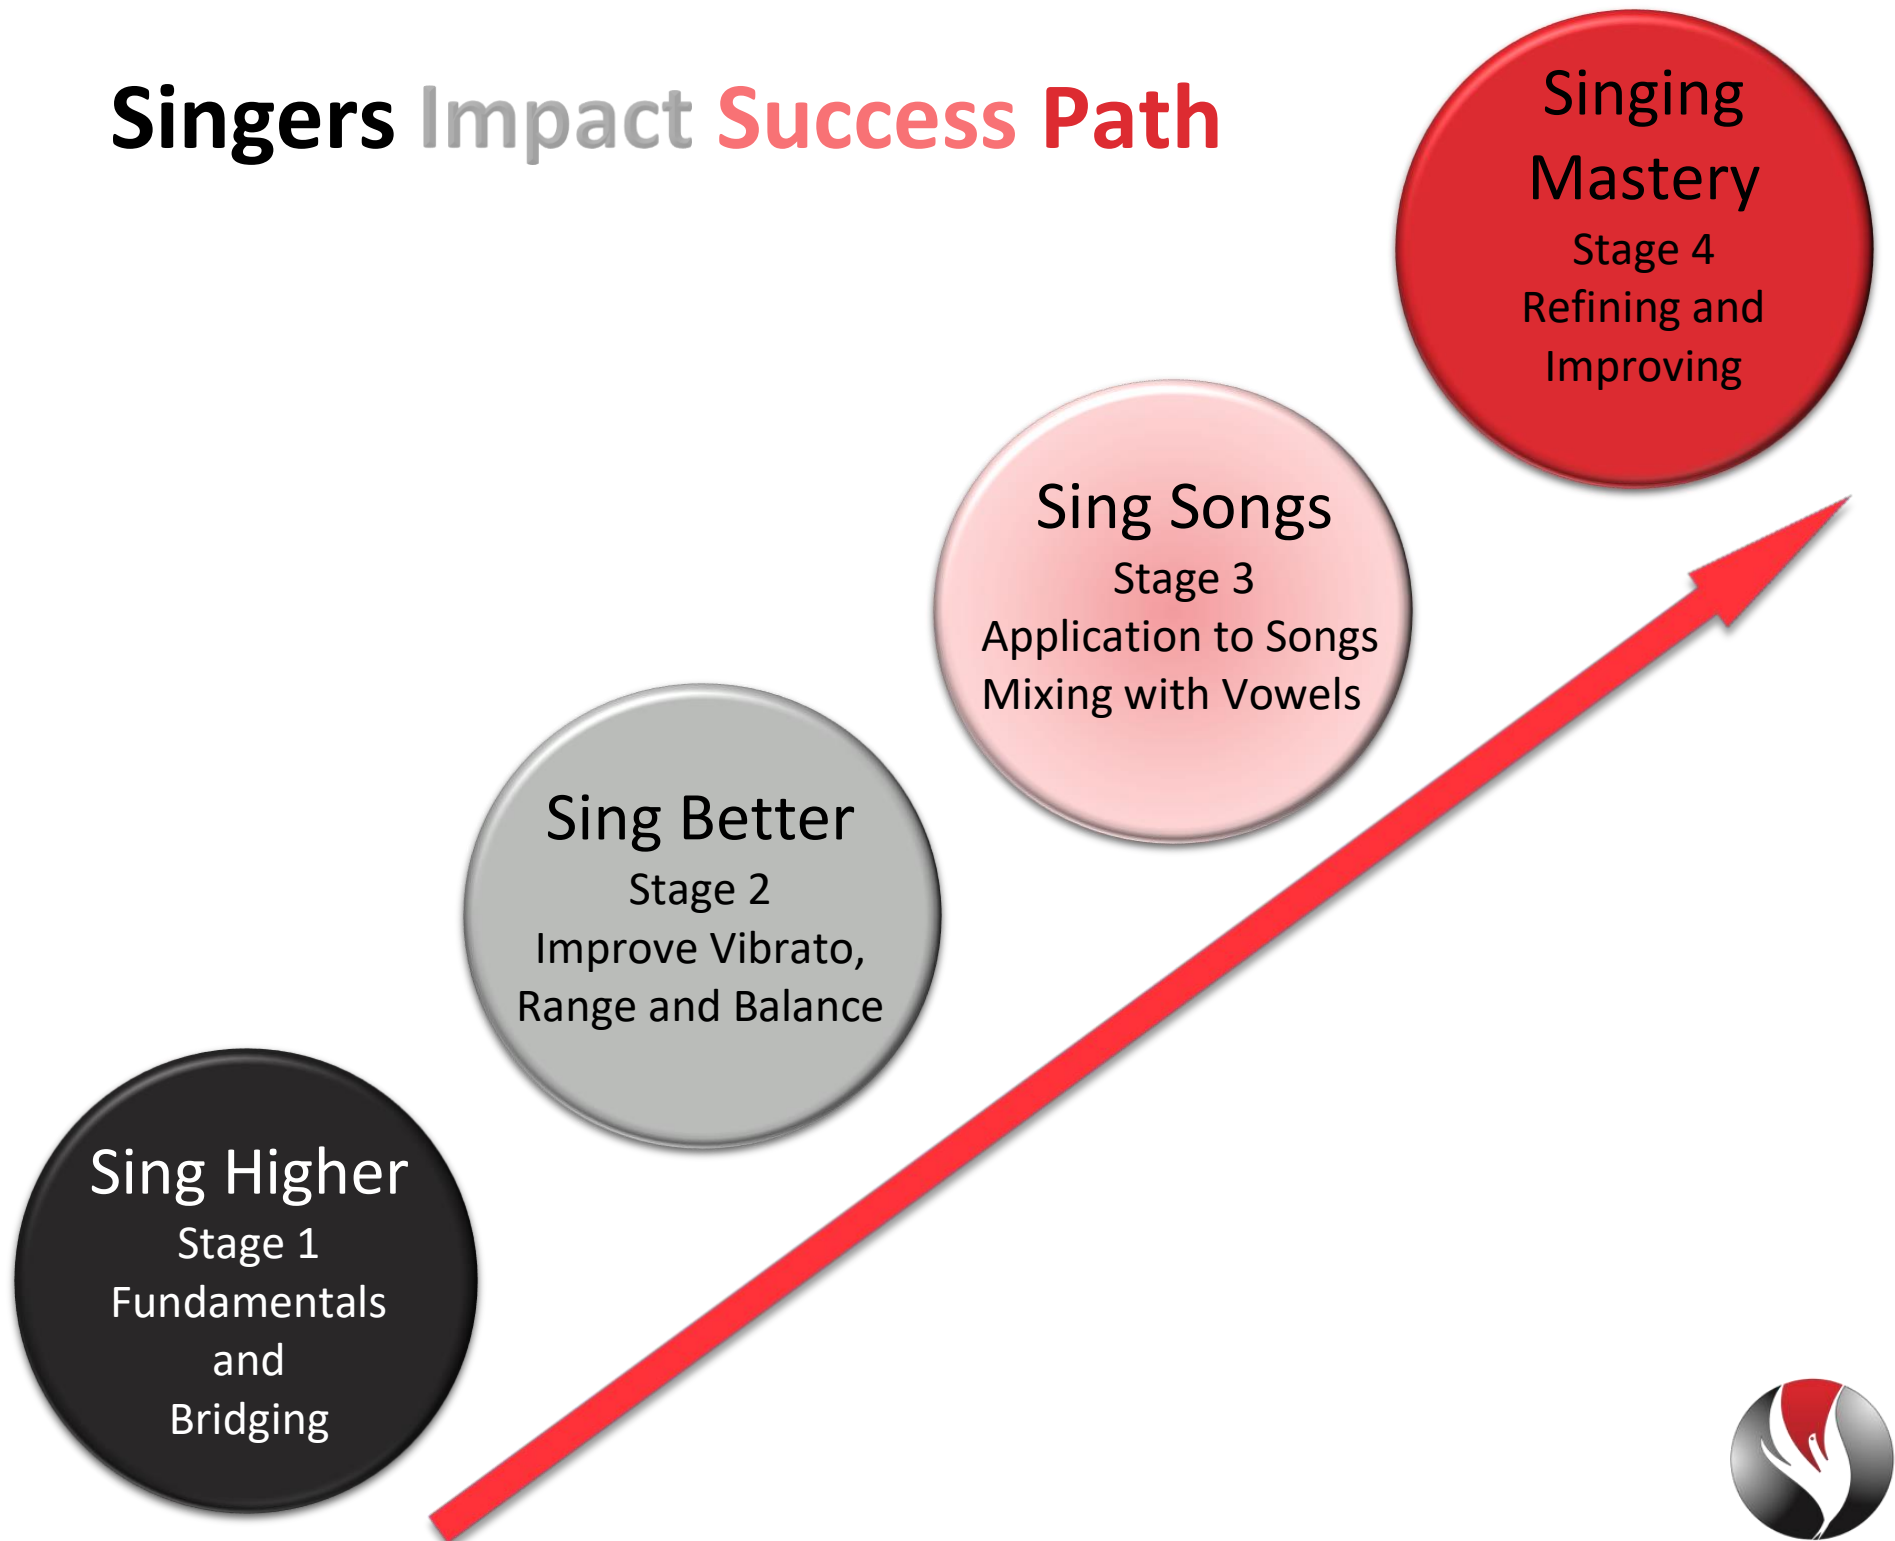 Singers Impact Success Path
Singing
Mastery
Stage 4
Refining and
Improving
Sing Songs
Stage 3
Application to Songs
Mixing with Vowels
Sing Better
Stage 2
Improve Vibrato,
Range and Balance
Sing Higher
Stage 1
Fundamentals
and
Bridging